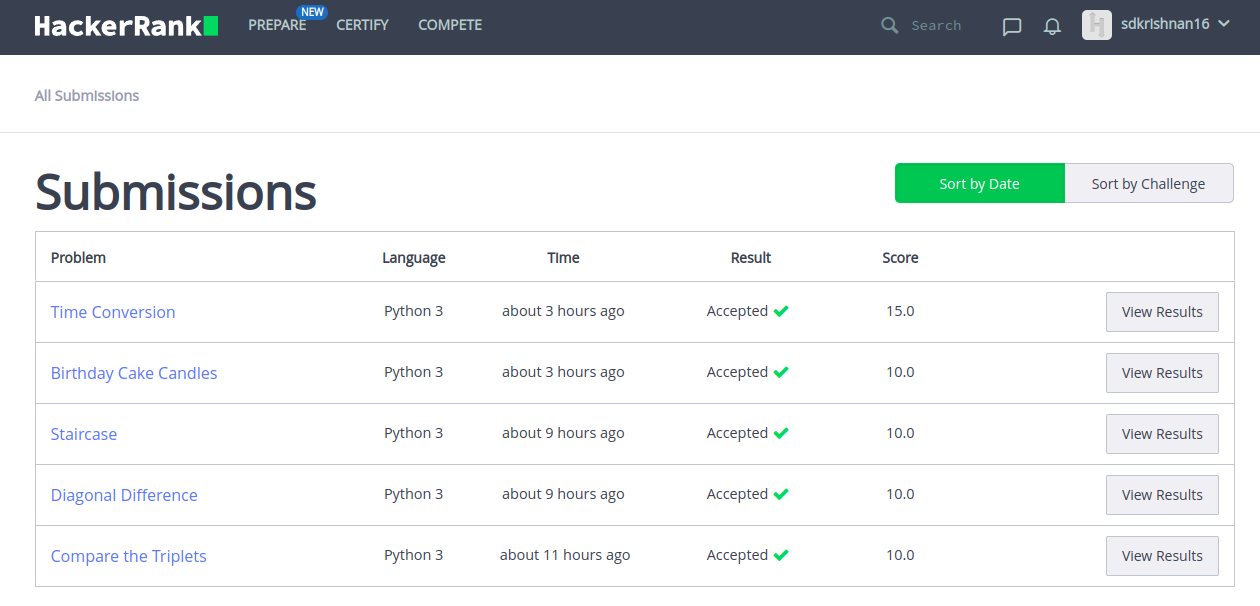 HackerRank PREPARE NEW CERTIFY COMPETE Search sdkrishnan16
All Submissions
Submissions Sort by Date Sort by Challenge
Problem Language Time Result Score
Time Conversion Python 3 about 3 hours ago Accepted 15.0 View Results
Birthday Cake Candles Python 3 about 3 hours ago Accepted 10.0 View Results
Staircase Python 3 about 9 hours ago Accepted 10.0 View Results
Diagonal Difference Python 3 about 9 hours ago Accepted 10.0 View Results
Compare the Triplets Python 3 about 11 hours ago Accepted 10.0 View Results